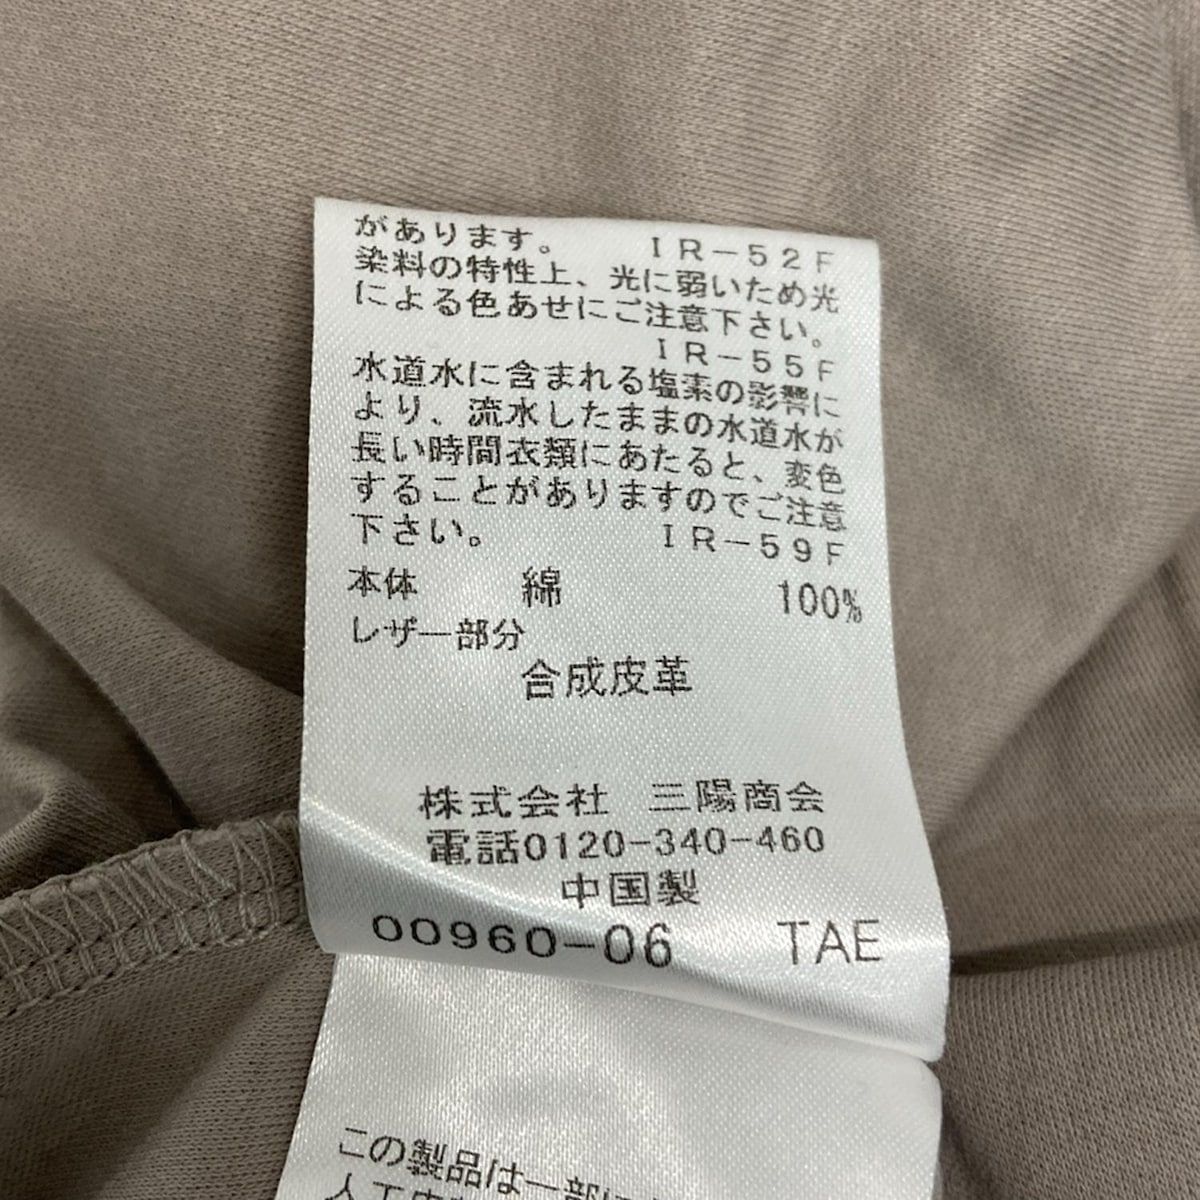 があります。 IR-52F
染料の特性上、光に弱いため光
による色あせにご注意下さい。
IR-55F
水道水に含まれる塩素の影響に
より、流水したままの水道水が
長い時間衣類にあたると、変色
することがありますのでご注意
下さい。 IR-59F
本体 綿 100%
レザー部分
合成皮革
株式会社 三陽商会
電話0120-340-460
中国製
00960-06 TAE
この製品は一部に
人工皮